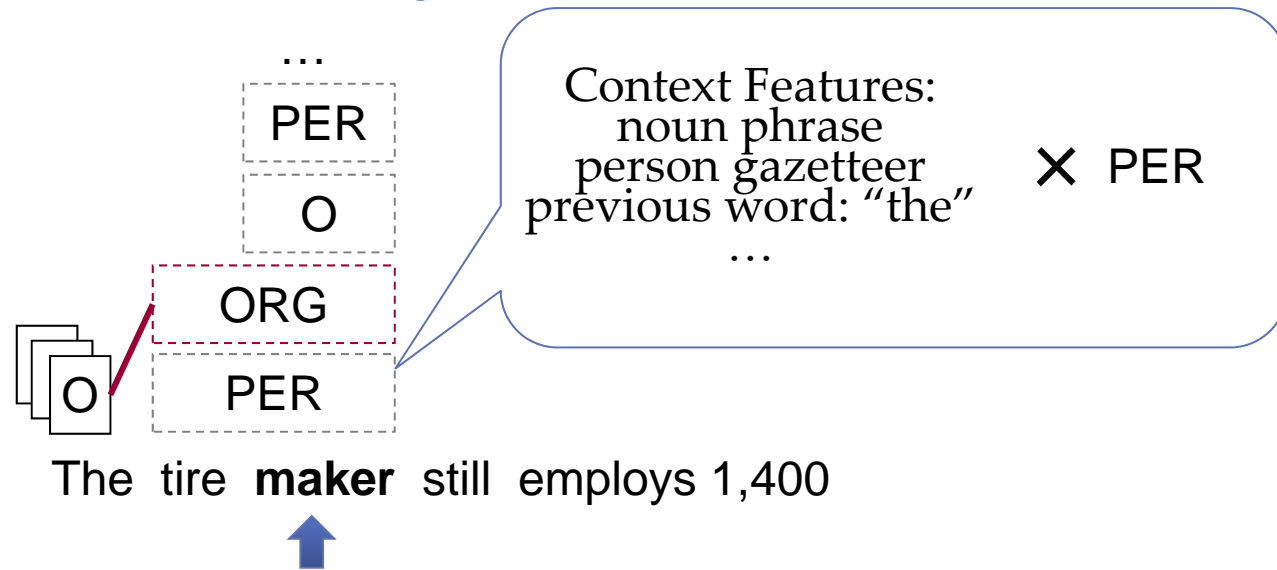 …
PER
O
ORG
PER
O
The tire maker still employs 1,400
Context Features:
noun phrase
person gazetteer
previous word: “the”
…
× PER